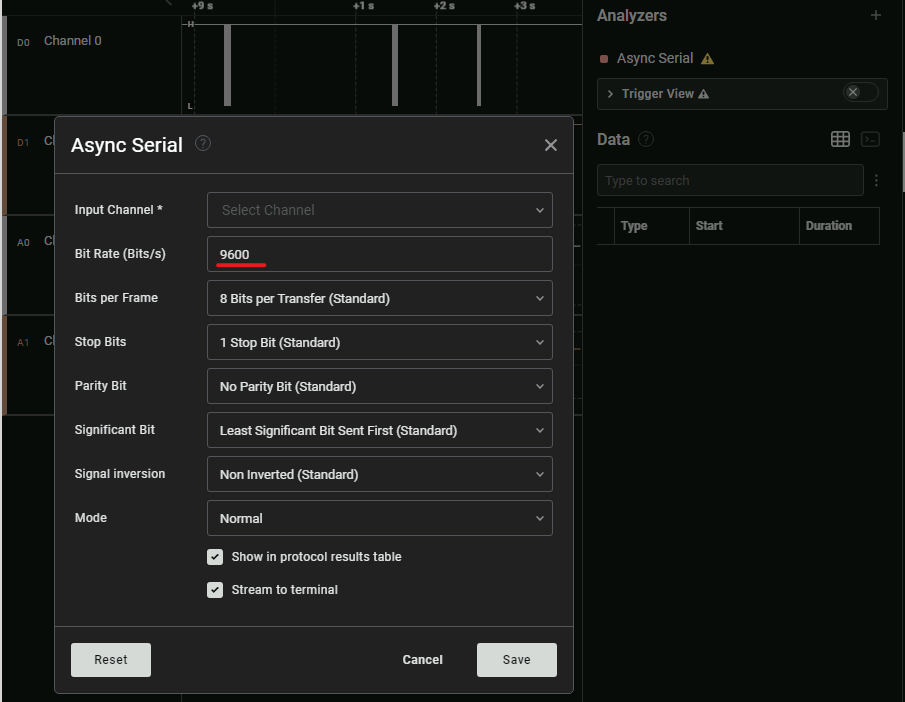 +9 s +1 s +2 s +3 s
Analyzers
D0 Channel 0
H
L
Async Serial
Trigger View
Data
Type to search
Type Start Duration
D1 Ch
A0 Ch
A1 Ch
Async Serial
Input Channel * Select Channel
Bit Rate (Bits/s) 9600
Bits per Frame 8 Bits per Transfer (Standard)
Stop Bits 1 Stop Bit (Standard)
Parity Bit No Parity Bit (Standard)
Significant Bit Least Significant Bit Sent First (Standard)
Signal inversion Non Inverted (Standard)
Mode Normal
Show in protocol results table
Stream to terminal
Reset Cancel Save